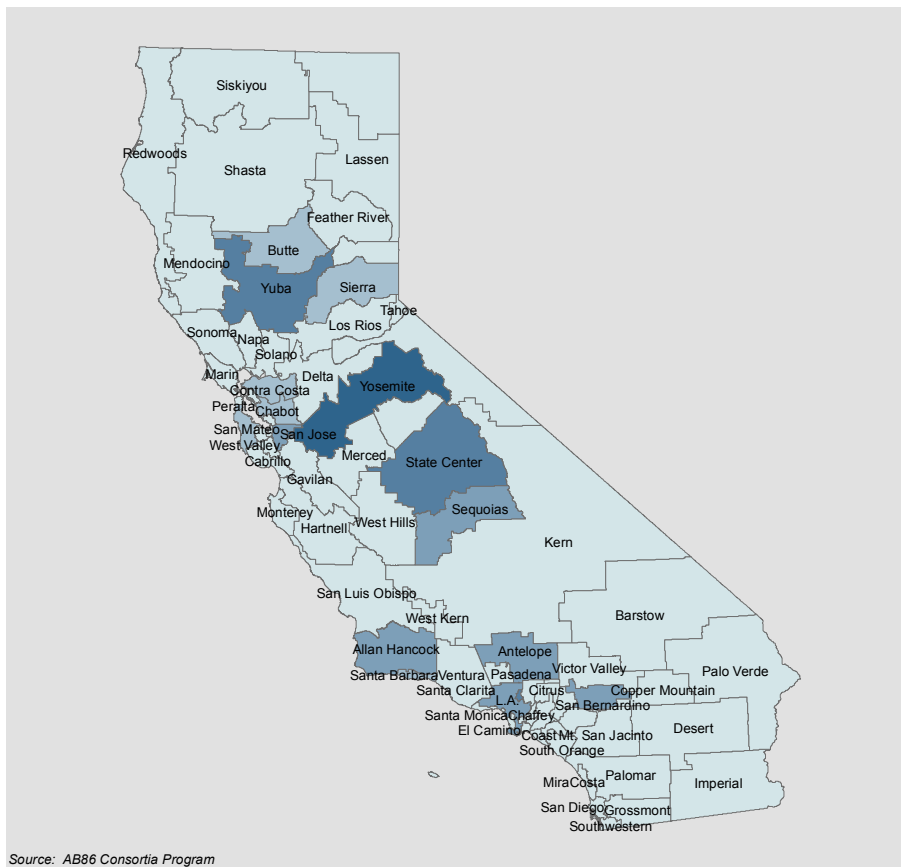 Siskiyou
Redwoods
Lassen
Shasta
Feather River
Butte
Mendocino
Yuba
Sierra
Tahoe
Los Rios
Sonoma
Napa
Solano
Marin
Delta
Contra Costa
Yosemite
Peralta
Chabot
San Mateo
San Jose
West Valley
Merced
Cabrillo
State Center
Gavilan
Sequoias
Monterey
West Hills
Hartnell
Kern
San Luis Obispo
Barstow
West Kern
Allan Hancock
Antelope
Victor Valley
Palo Verde
Santa Barbara
Ventura
Pasadena
Santa Clarita
Citrus
Copper Mountain
L.A.
San Bernardino
Santa Monica
Chaffey
El Camino
Coast
Mt. San Jacinto
Desert
South Orange
Palomar
MiraCosta
Imperial
San Diego
Grossmont
Southwestern
Source: AB86 Consortia Program